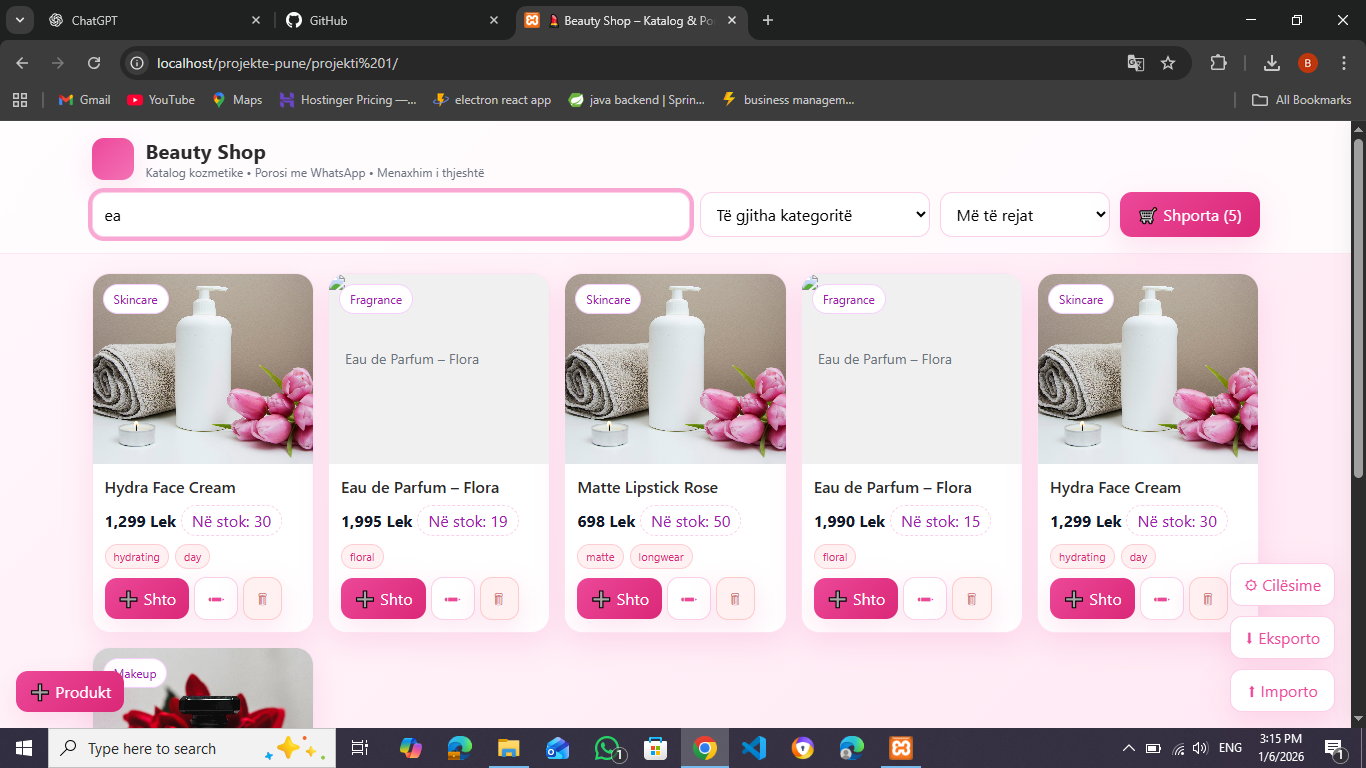 ChatGPT
GitHub
Beauty Shop – Katalog & Po
localhost/projekte-pune/projekti%201/
B
Gmail
YouTube
Maps
Hostinger Pricing —...
electron react app
java backend | Sprin...
business managem...
All Bookmarks
Beauty Shop
Katalog kozmetike • Porosi me WhatsApp • Menaxhim i thjeshtë
ea
Të gjitha kategoritë
Më të rejat
Shporta (5)
Skincare
Fragrance
Skincare
Fragrance
Skincare
Eau de Parfum – Flora
Eau de Parfum – Flora
Hydra Face Cream
Eau de Parfum – Flora
Matte Lipstick Rose
Eau de Parfum – Flora
Hydra Face Cream
1,299 Lek Në stok: 30
1,995 Lek Në stok: 19
698 Lek Në stok: 50
1,990 Lek Në stok: 15
1,299 Lek Në stok: 30
hydrating day
floral
matte longwear
floral
hydrating day
Shto
Shto
Shto
Shto
Shto
Cilësime
Eksporto
Importo
Makeup
Produkt
Type here to search
1
ENG
3:15 PM
1/6/2026
1